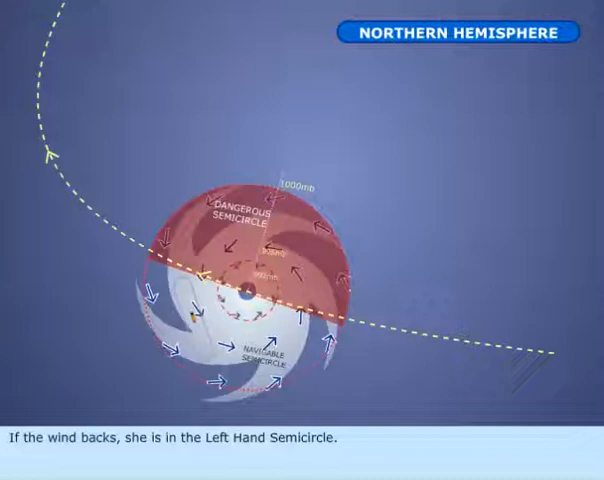 NORTHERN HEMISPHERE
1000mb
DANGEROUS
SEMICIRCLE
NAVIGABLE
SEMICIRCLE
If the wind backs, she is in the Left Hand Semicircle.